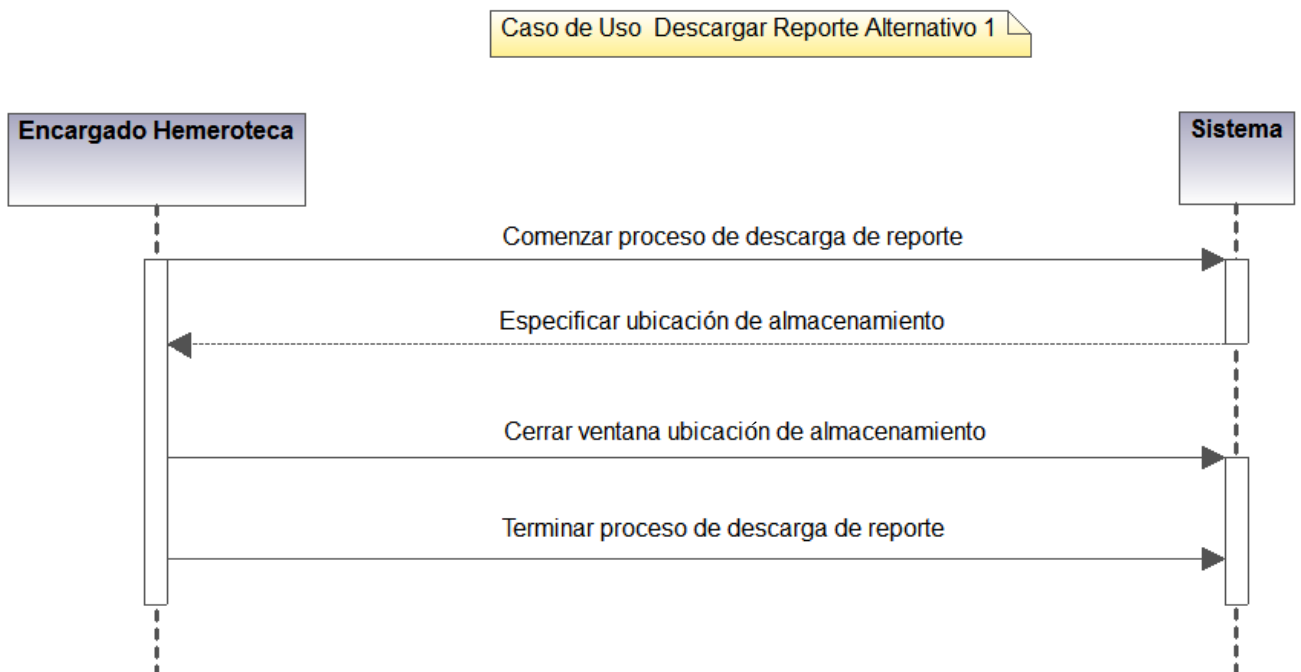 Caso de Uso  Descargar Reporte Alternativo 1
Encargado Hemeroteca
Sistema
Comenzar proceso de descarga de reporte
Especificar ubicación de almacenamiento
Cerrar ventana ubicación de almacenamiento
Terminar proceso de descarga de reporte